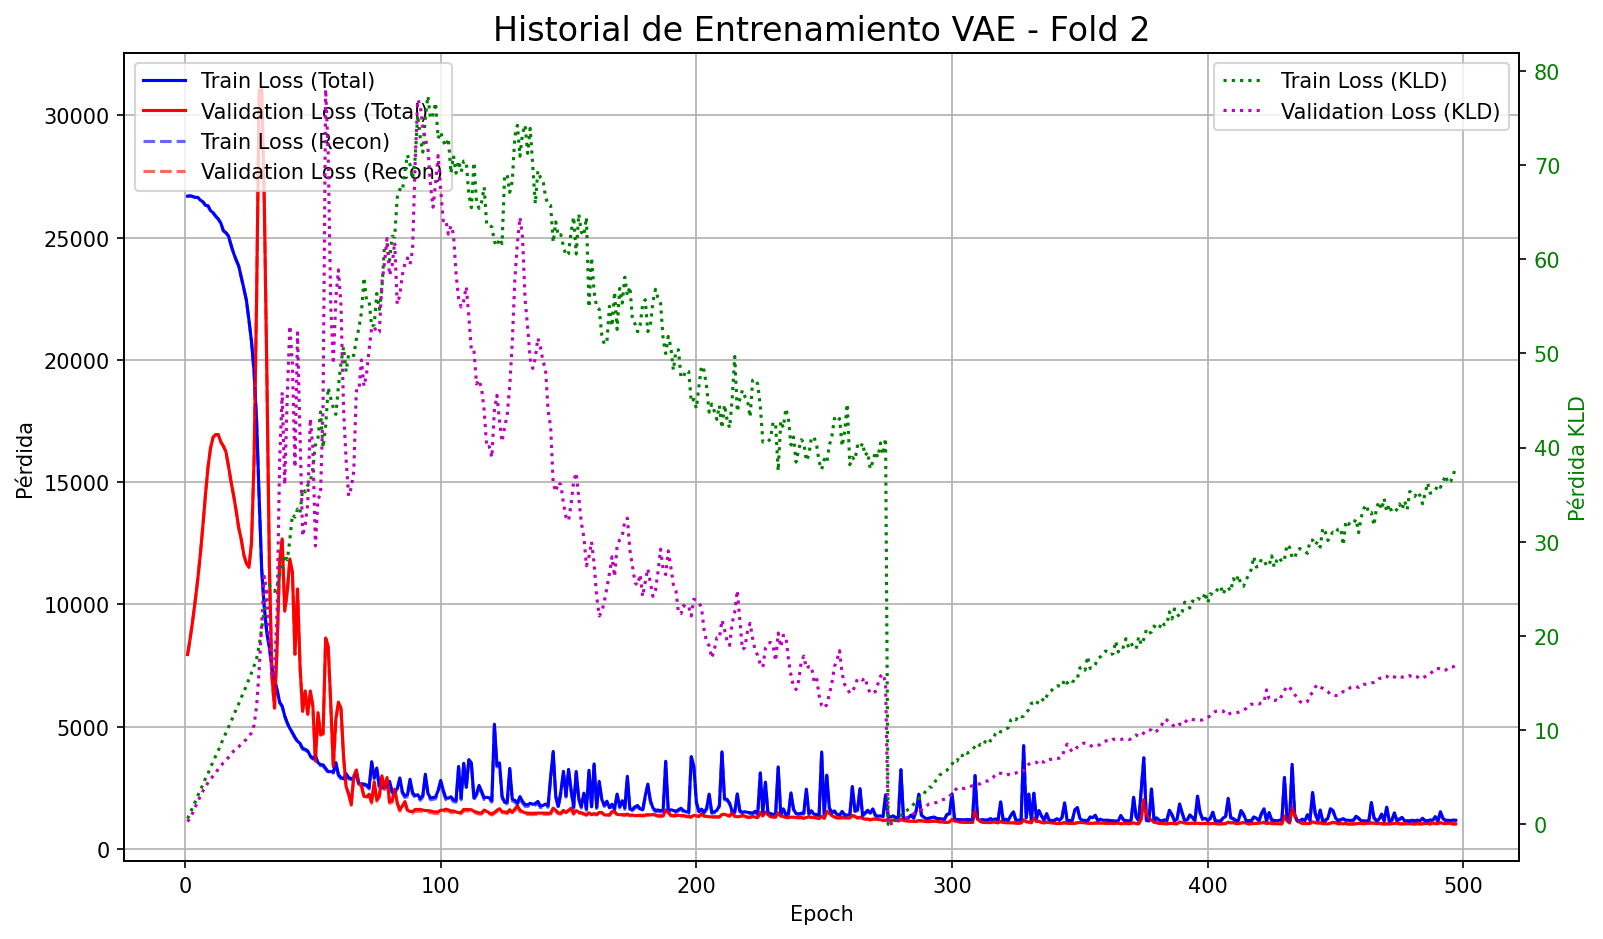 Historial de Entrenamiento VAE - Fold 2
Train Loss (Total)
Validation Loss (Total)
Train Loss (Recon)
Validation Loss (Recon)
Train Loss (KLD)
Validation Loss (KLD)
Pérdida
30000
25000
20000
15000
10000
5000
0
80
70
60
50
40
30
20
10
0
Pérdida KLD
0
100
200
300
400
500
Epoch